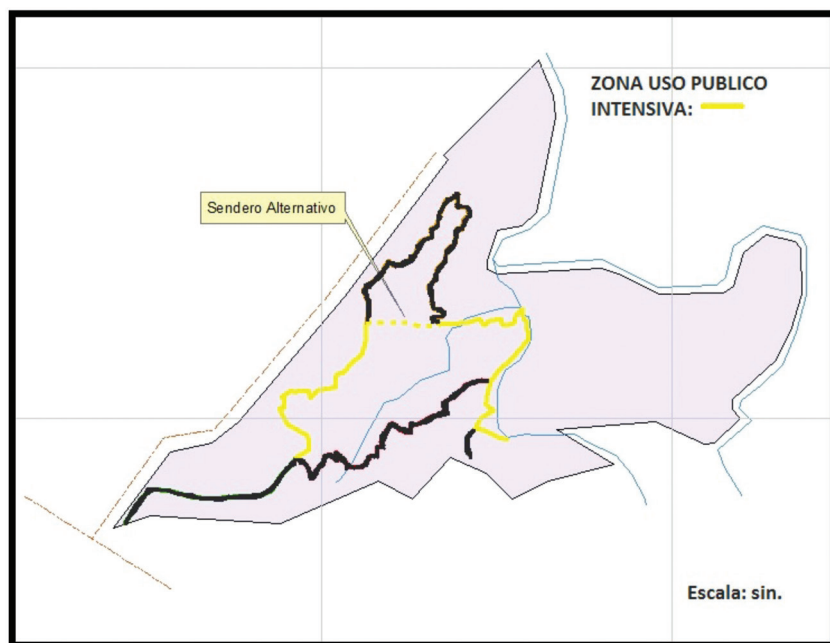 ZONA USO PUBLICO
INTENSIVA:
Sendero Alternativo
Escala: sin.